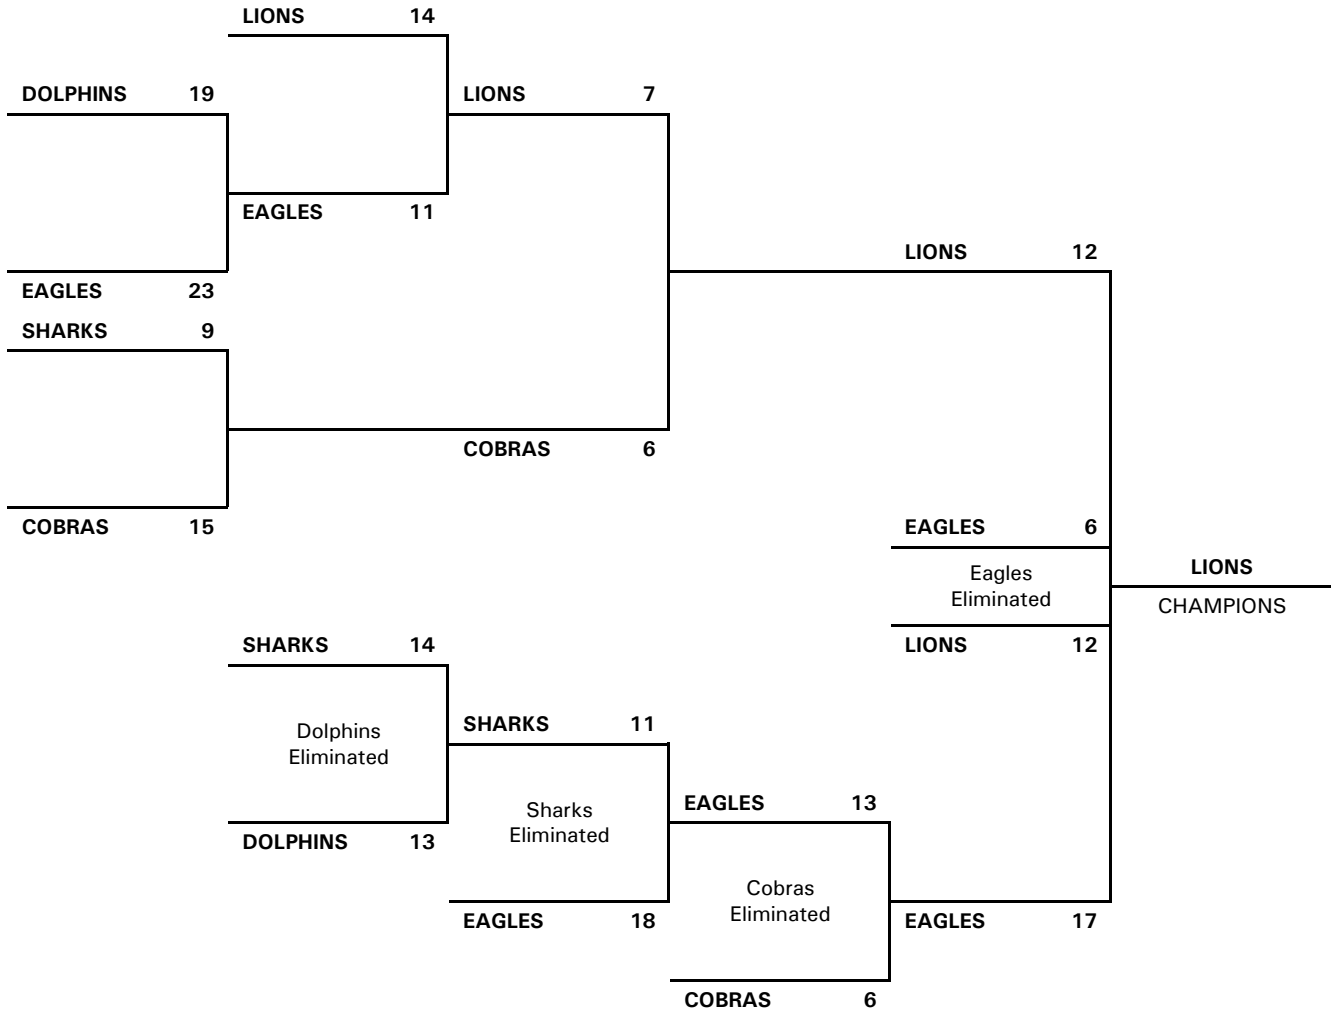 LIONS 14
DOLPHINS 19
LIONS 7
EAGLES 11
LIONS 12
EAGLES 23
SHARKS 9
COBRAS 6
COBRAS 15
EAGLES 6
Eagles
Eliminated
LIONS
CHAMPIONS
LIONS 12
SHARKS 14
Dolphins
Eliminated
SHARKS 11
DOLPHINS 13
Sharks
Eliminated
EAGLES 13
EAGLES 18
Cobras
Eliminated
EAGLES 17
COBRAS 6